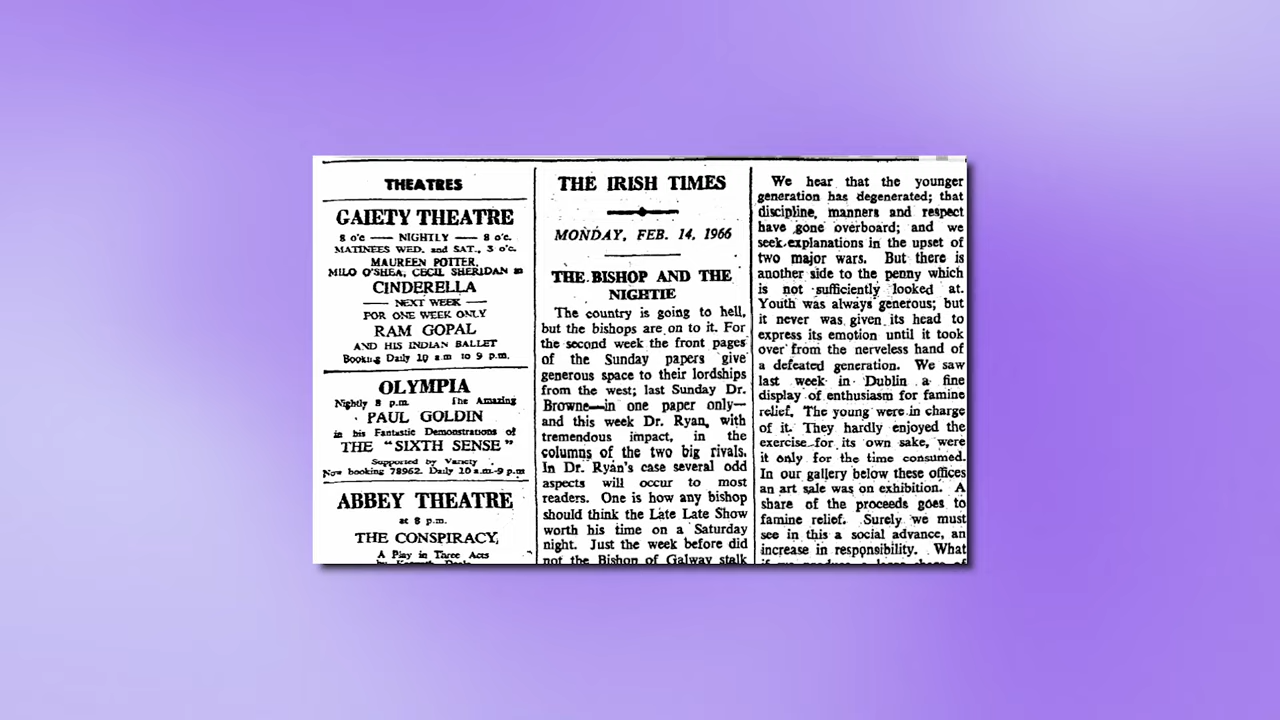 THEATRES
GAIETY THEATRE
8 o'c — NIGHTLY — 8 o'c.
MATINEES WED. and SAT., 3 o'c.
MAUREEN POTTER,
MILO O'SHEA, CECIL SHERIDAN in
CINDERELLA
— NEXT WEEK —
FOR ONE WEEK ONLY
RAM GOPAL
AND HIS INDIAN BALLET
Booking Daily 10 a.m to 9 p.m.
OLYMPIA
Nightly 8 p.m. The Amazing
PAUL GOLDIN
in his Fantastic Demonstrations of
THE "SIXTH SENSE"
Supported by Variety
Now booking 78962. Daily 10 a.m.-9 p.m
ABBEY THEATRE
at 8 p.m.
THE CONSPIRACY,
A Play in Three Acts
THE IRISH TIMES
MONDAY, FEB. 14, 1966
THE BISHOP AND THE
NIGHTIE
The country is going to hell,
but the bishops are on to it. For
the second week the front pages
of the Sunday papers give
generous space to their lordships
from the west; last Sunday Dr.
Browne—in one paper only—
and this week Dr. Ryan, with
tremendous impact, in the
columns of the two big rivals.
In Dr. Ryan's case several odd
aspects will occur to most
readers. One is how any bishop
should think the Late Late Show
worth his time on a Saturday
night. Just the week before did
not the Bishop of Galway stalk
We hear that the younger
generation has degenerated; that
discipline, manners and respect
have gone overboard; and we
seek explanations in the upset of
two major wars. But there is
another side to the penny which
is not sufficiently looked at.
Youth was always generous; but
it never was given its head to
express its emotion until it took
over from the nerveless hand of
a defeated generation. We saw
last week in Dublin a fine
display of enthusiasm for famine
relief. The young were in charge
of it. They hardly enjoyed the
exercise for its own sake, were
it only for the time consumed.
In our gallery below these offices
an art sale was on exhibition. A
share of the proceeds goes to
famine relief. Surely we must
see in this a social advance, an
increase in responsibility. What